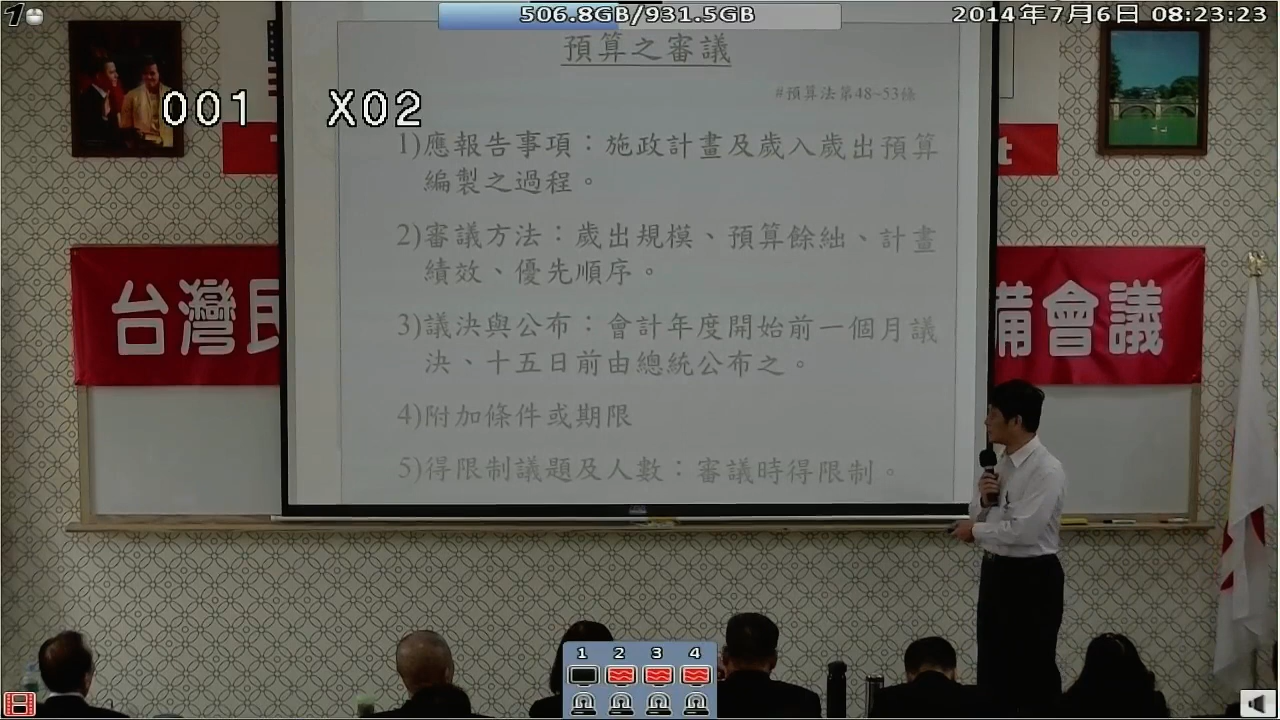 506.8GB/931.5GB
2014年7月6日 08:23:23
001 X02
預算之審議
#預算法第48~53條
1)應報告事項：施政計畫及歲入歲出預算
編製之過程。
2)審議方法：歲出規模、預算餘絀、計畫
績效、優先順序。
3)議決與公布：會計年度開始前一個月議
決、十五日前由總統公布之。
4)附加條件或期限
5)得限制議題及人數：審議時得限制。
台灣民
備會議
1 2 3 4